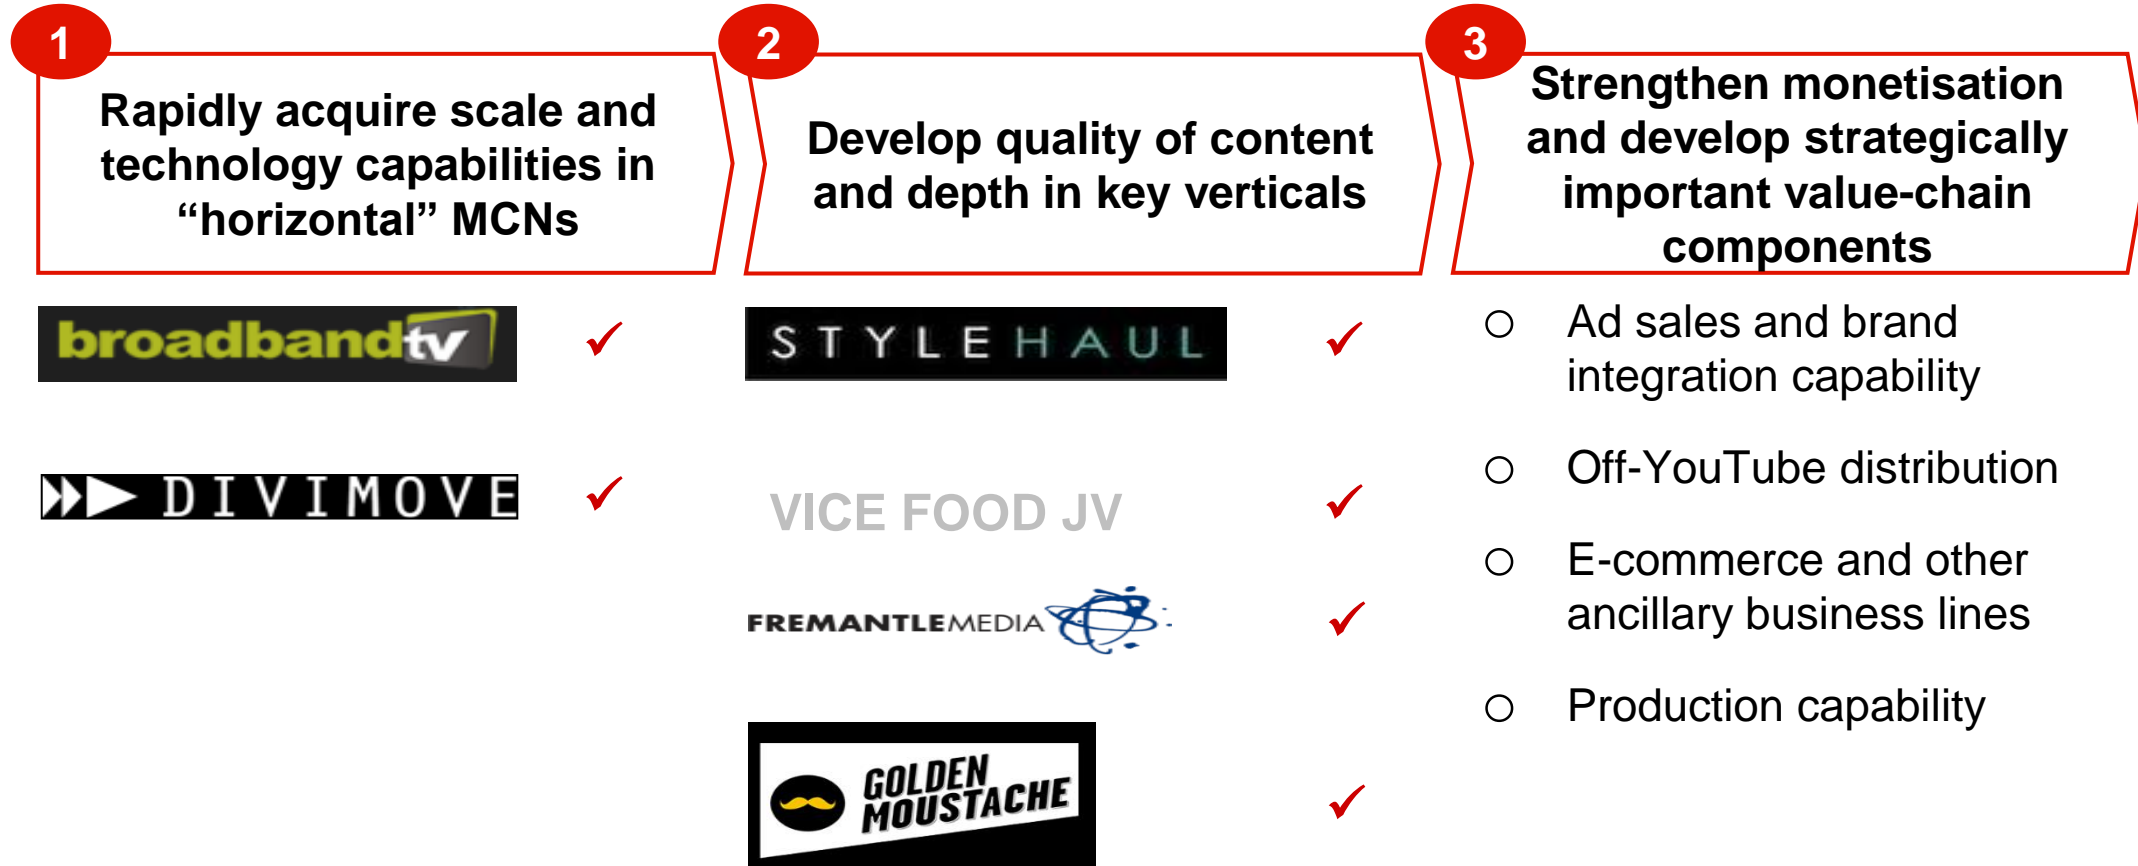 1
Rapidly acquire scale and
technology capabilities in
“horizontal” MCNs
broadbandtv
DIVIMOVE
2
Develop quality of content
and depth in key verticals
STYLEHAUL
VICE FOOD JV
FREMANTLEMEDIA
GOLDEN
MOUSTACHE
3
Strengthen monetisation
and develop strategically
important value-chain
components
Ad sales and brand
integration capability
Off-YouTube distribution
E-commerce and other
ancillary business lines
Production capability